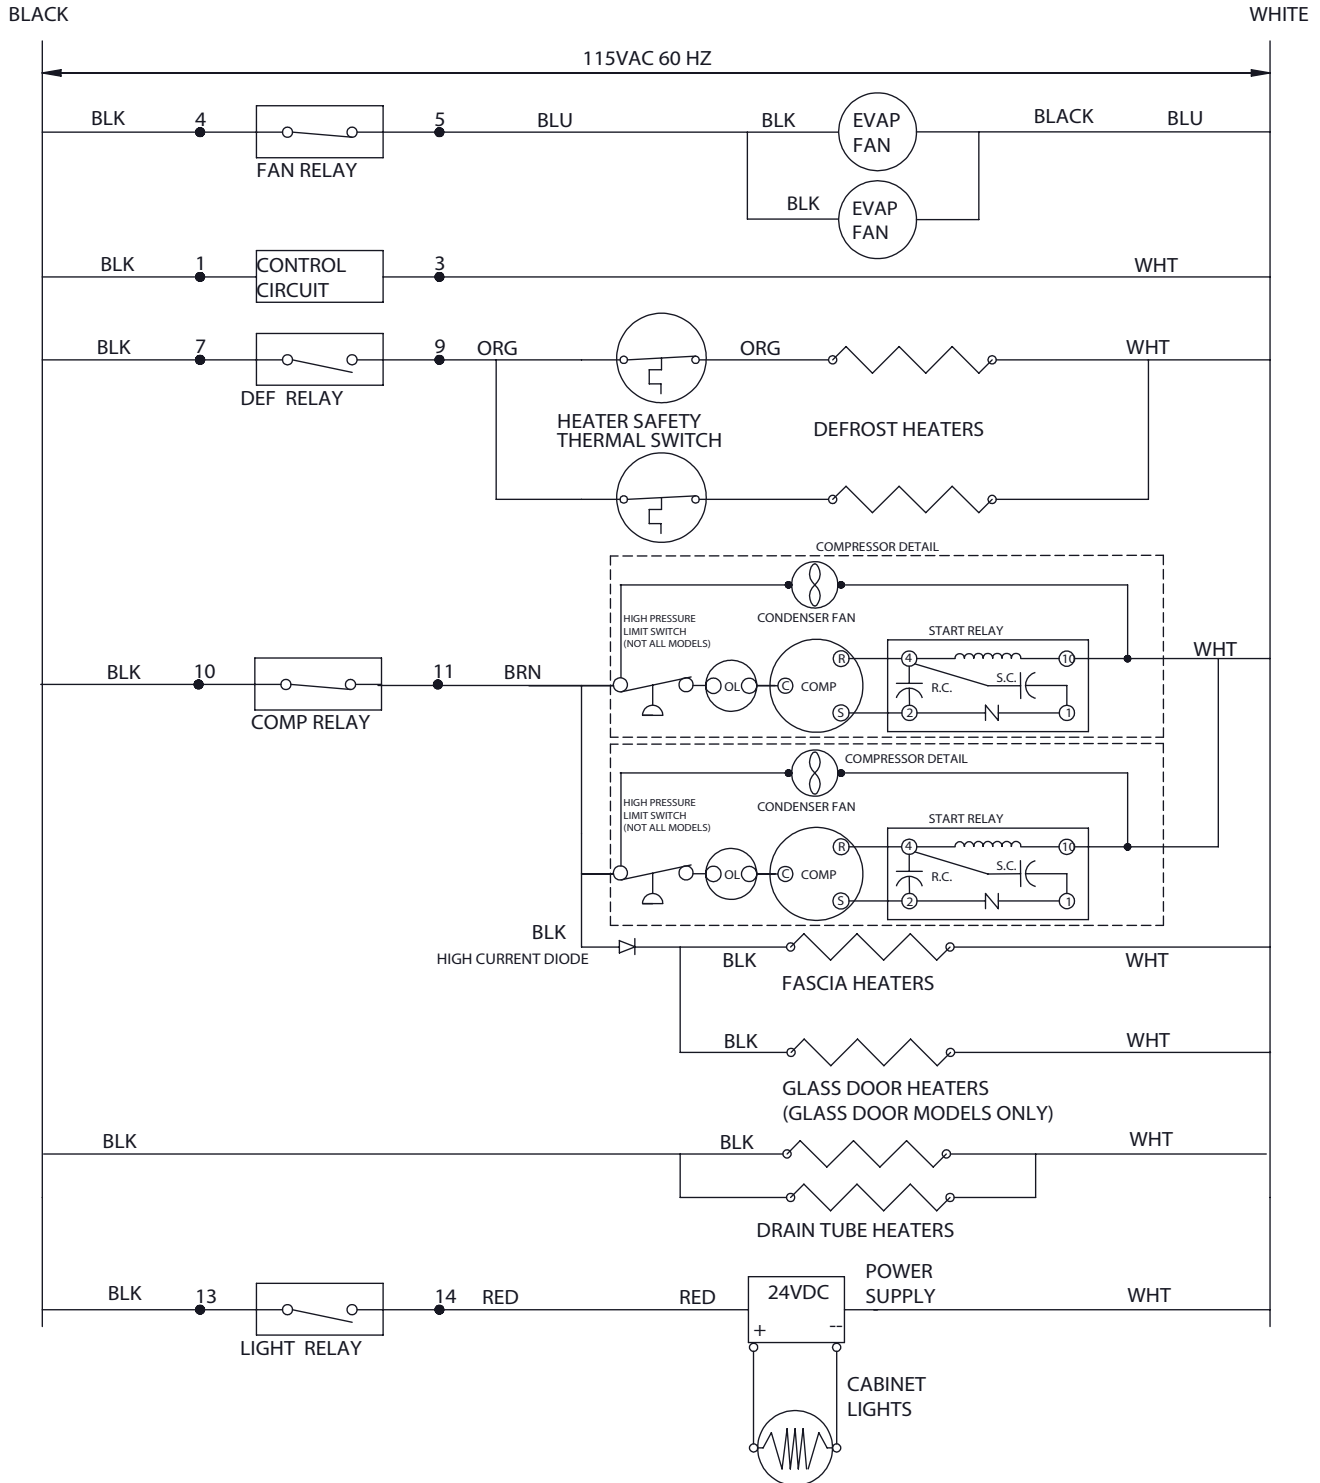 BLACK
WHITE
115VAC 60 HZ
BLK
4
5
BLU
BLK
EVAP
FAN
BLACK
BLU
FAN RELAY
BLK
EVAP
FAN
BLK
1
CONTROL
CIRCUIT
3
WHT
BLK
7
9
ORG
ORG
WHT
DEF RELAY
HEATER SAFETY
THERMAL SWITCH
DEFROST HEATERS
COMPRESSOR DETAIL
HIGH PRESSURE
LIMIT SWITCH
(NOT ALL MODELS)
CONDENSER FAN
START RELAY
BLK
10
11
BRN
OL
C
COMP
R
S
4
10
R.C.
S.C.
2
N
1
WHT
COMP RELAY
COMPRESSOR DETAIL
HIGH PRESSURE
LIMIT SWITCH
(NOT ALL MODELS)
CONDENSER FAN
START RELAY
OL
C
COMP
R
S
4
10
R.C.
S.C.
2
N
1
BLK
HIGH CURRENT DIODE
BLK
WHT
FASCIA HEATERS
BLK
WHT
GLASS DOOR HEATERS
(GLASS DOOR MODELS ONLY)
BLK
BLK
WHT
DRAIN TUBE HEATERS
BLK
13
14
RED
RED
24VDC
+
--
POWER
SUPPLY
WHT
LIGHT RELAY
CABINET
LIGHTS